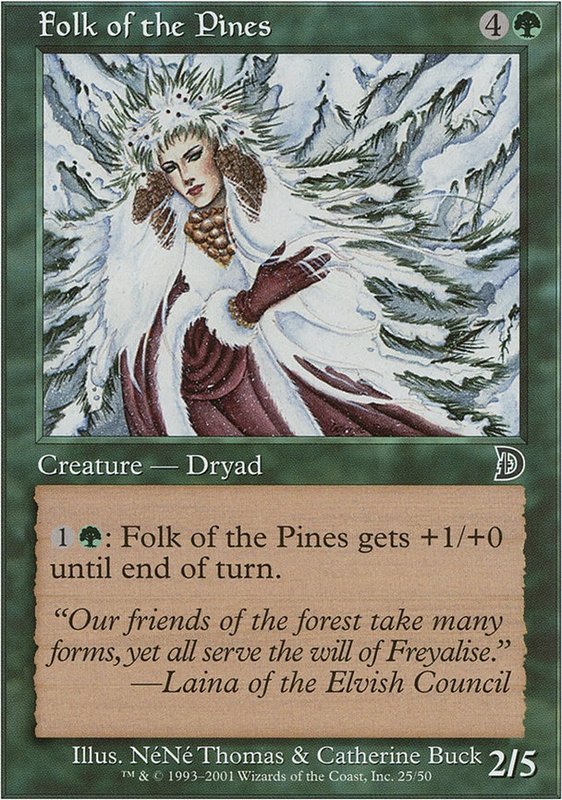 Folk of the Pines 4
Creature — Dryad
1 : Folk of the Pines gets +1/+0
until end of turn.
“Our friends of the forest take many
forms, yet all serve the will of Freyalise.”
—Laina of the Elvish Council
Illus. NéNé Thomas & Catherine Buck
™ & © 1993–2001 Wizards of the Coast, Inc. 25/50
2/5